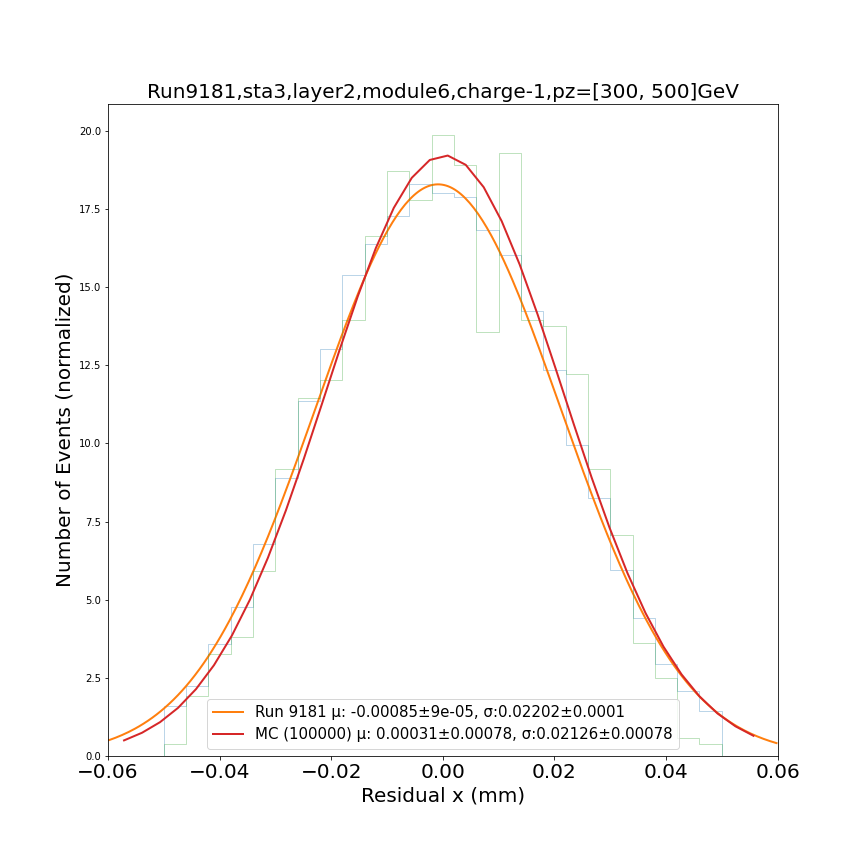 Run9181,sta3,layer2,module6,charge-1,pz=[300, 500]GeV
20.0
17.5
15.0
12.5
10.0
7.5
5.0
2.5
0.0
Number of Events (normalized)
Run 9181 μ: -0.00085±9e-05, σ:0.02202±0.0001
MC (100000) μ: 0.00031±0.00078, σ:0.02126±0.00078
−0.06 −0.04 −0.02 0.00 0.02 0.04 0.06
Residual x (mm)